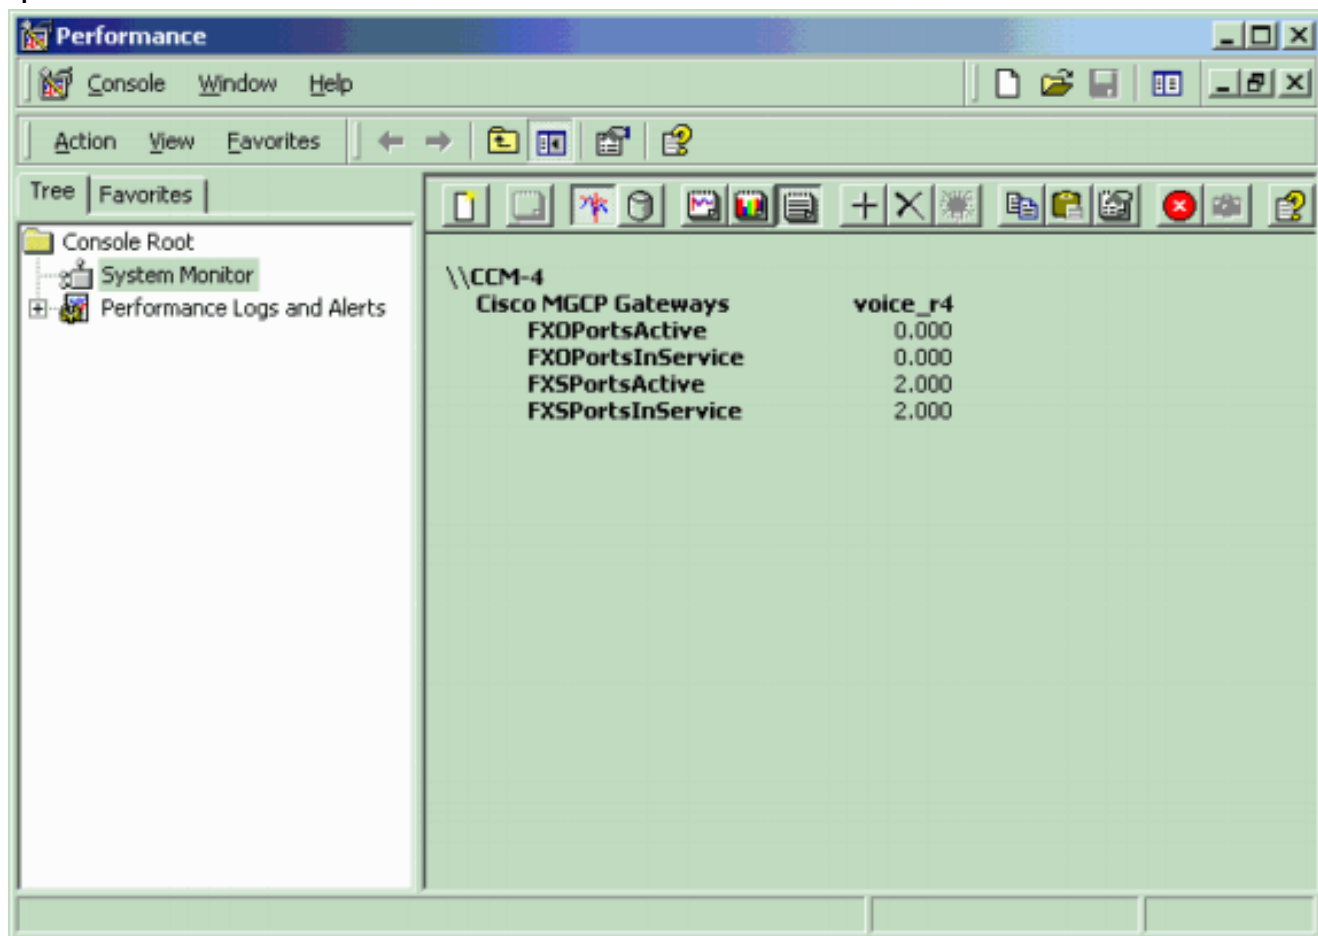 Performance
Console Window Help
Action View Favorites
Tree Favorites
Console Root
System Monitor
Performance Logs and Alerts
\\CCM-4
Cisco MGCP Gateways voice_r4
FXOPortsActive 0.000
FXOPortsInService 0.000
FXSPortsActive 2.000
FXSPortsInService 2.000